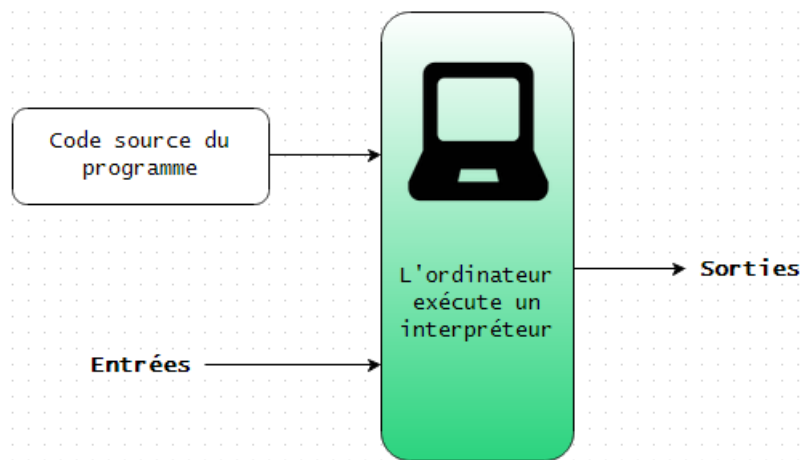 Code source du
programme
L'ordinateur
exécute un
interpréteur
Entrées
Sorties